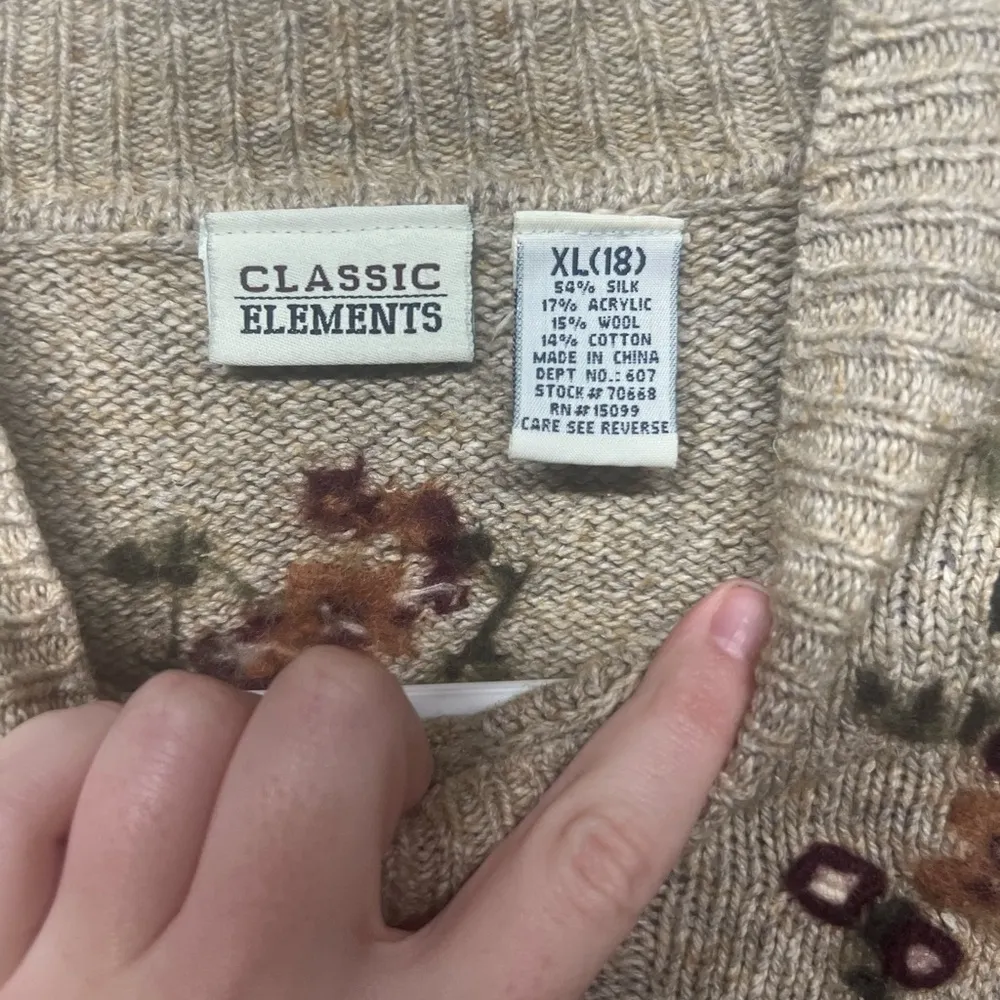 CLASSIC
ELEMENTS
XL(18)
54% SILK
17% ACRYLIC
15% WOOL
14% COTTON
MADE IN CHINA
DEPT NO.: 607
STOCK # 70668
RN # 15099
CARE SEE REVERSE